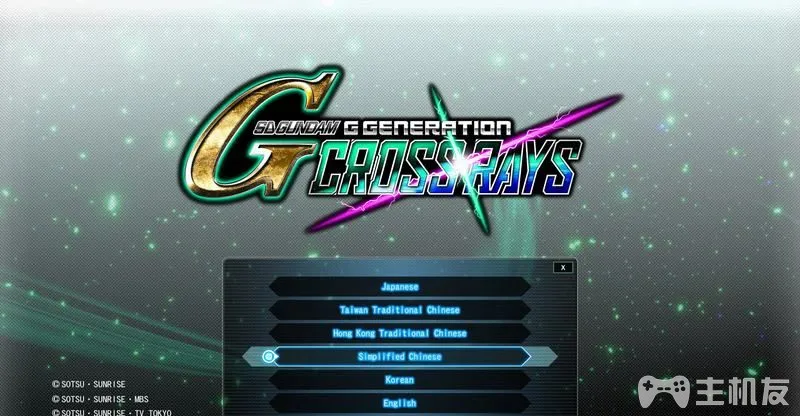 SD GUNDAM G GENERATION
CROSS RAYS
X
Japanese
Taiwan Traditional Chinese
Hong Kong Traditional Chinese
Simplified Chinese
Korean
English
© SOTSU・SUNRISE
© SOTSU・SUNRISE・MBS
© SOTSU・SUNRISE・TV TOKYO
主机友